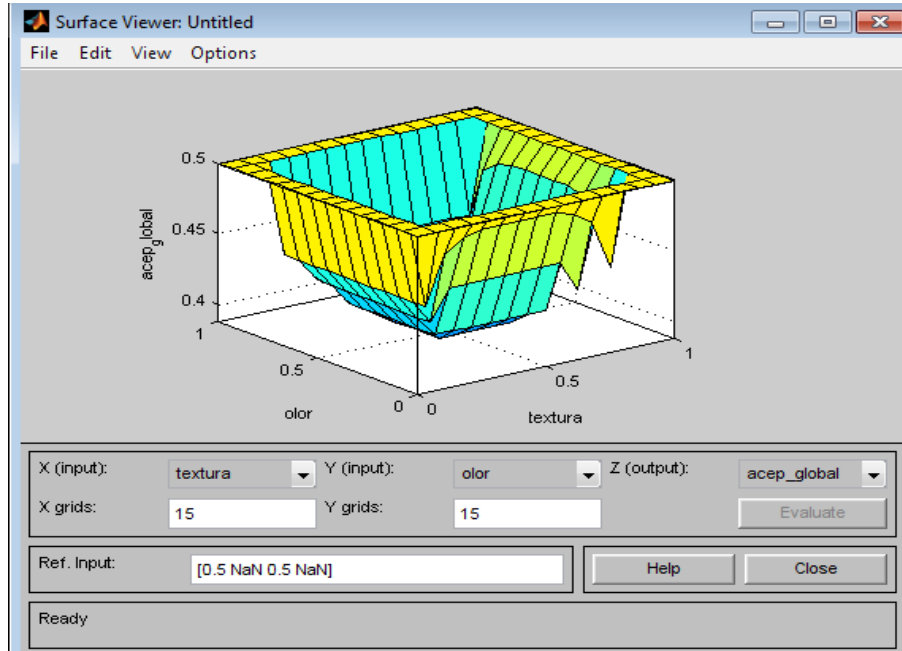 Surface Viewer: Untitled
File Edit View Options
0.5
0.45
0.4
acep_global
1
0.5
0
olor
0
0.5
1
textura
X (input): textura Y (input): olor Z (output): acep_global
X grids: 15 Y grids: 15 Evaluate
Ref. Input: [0.5 NaN 0.5 NaN] Help Close
Ready